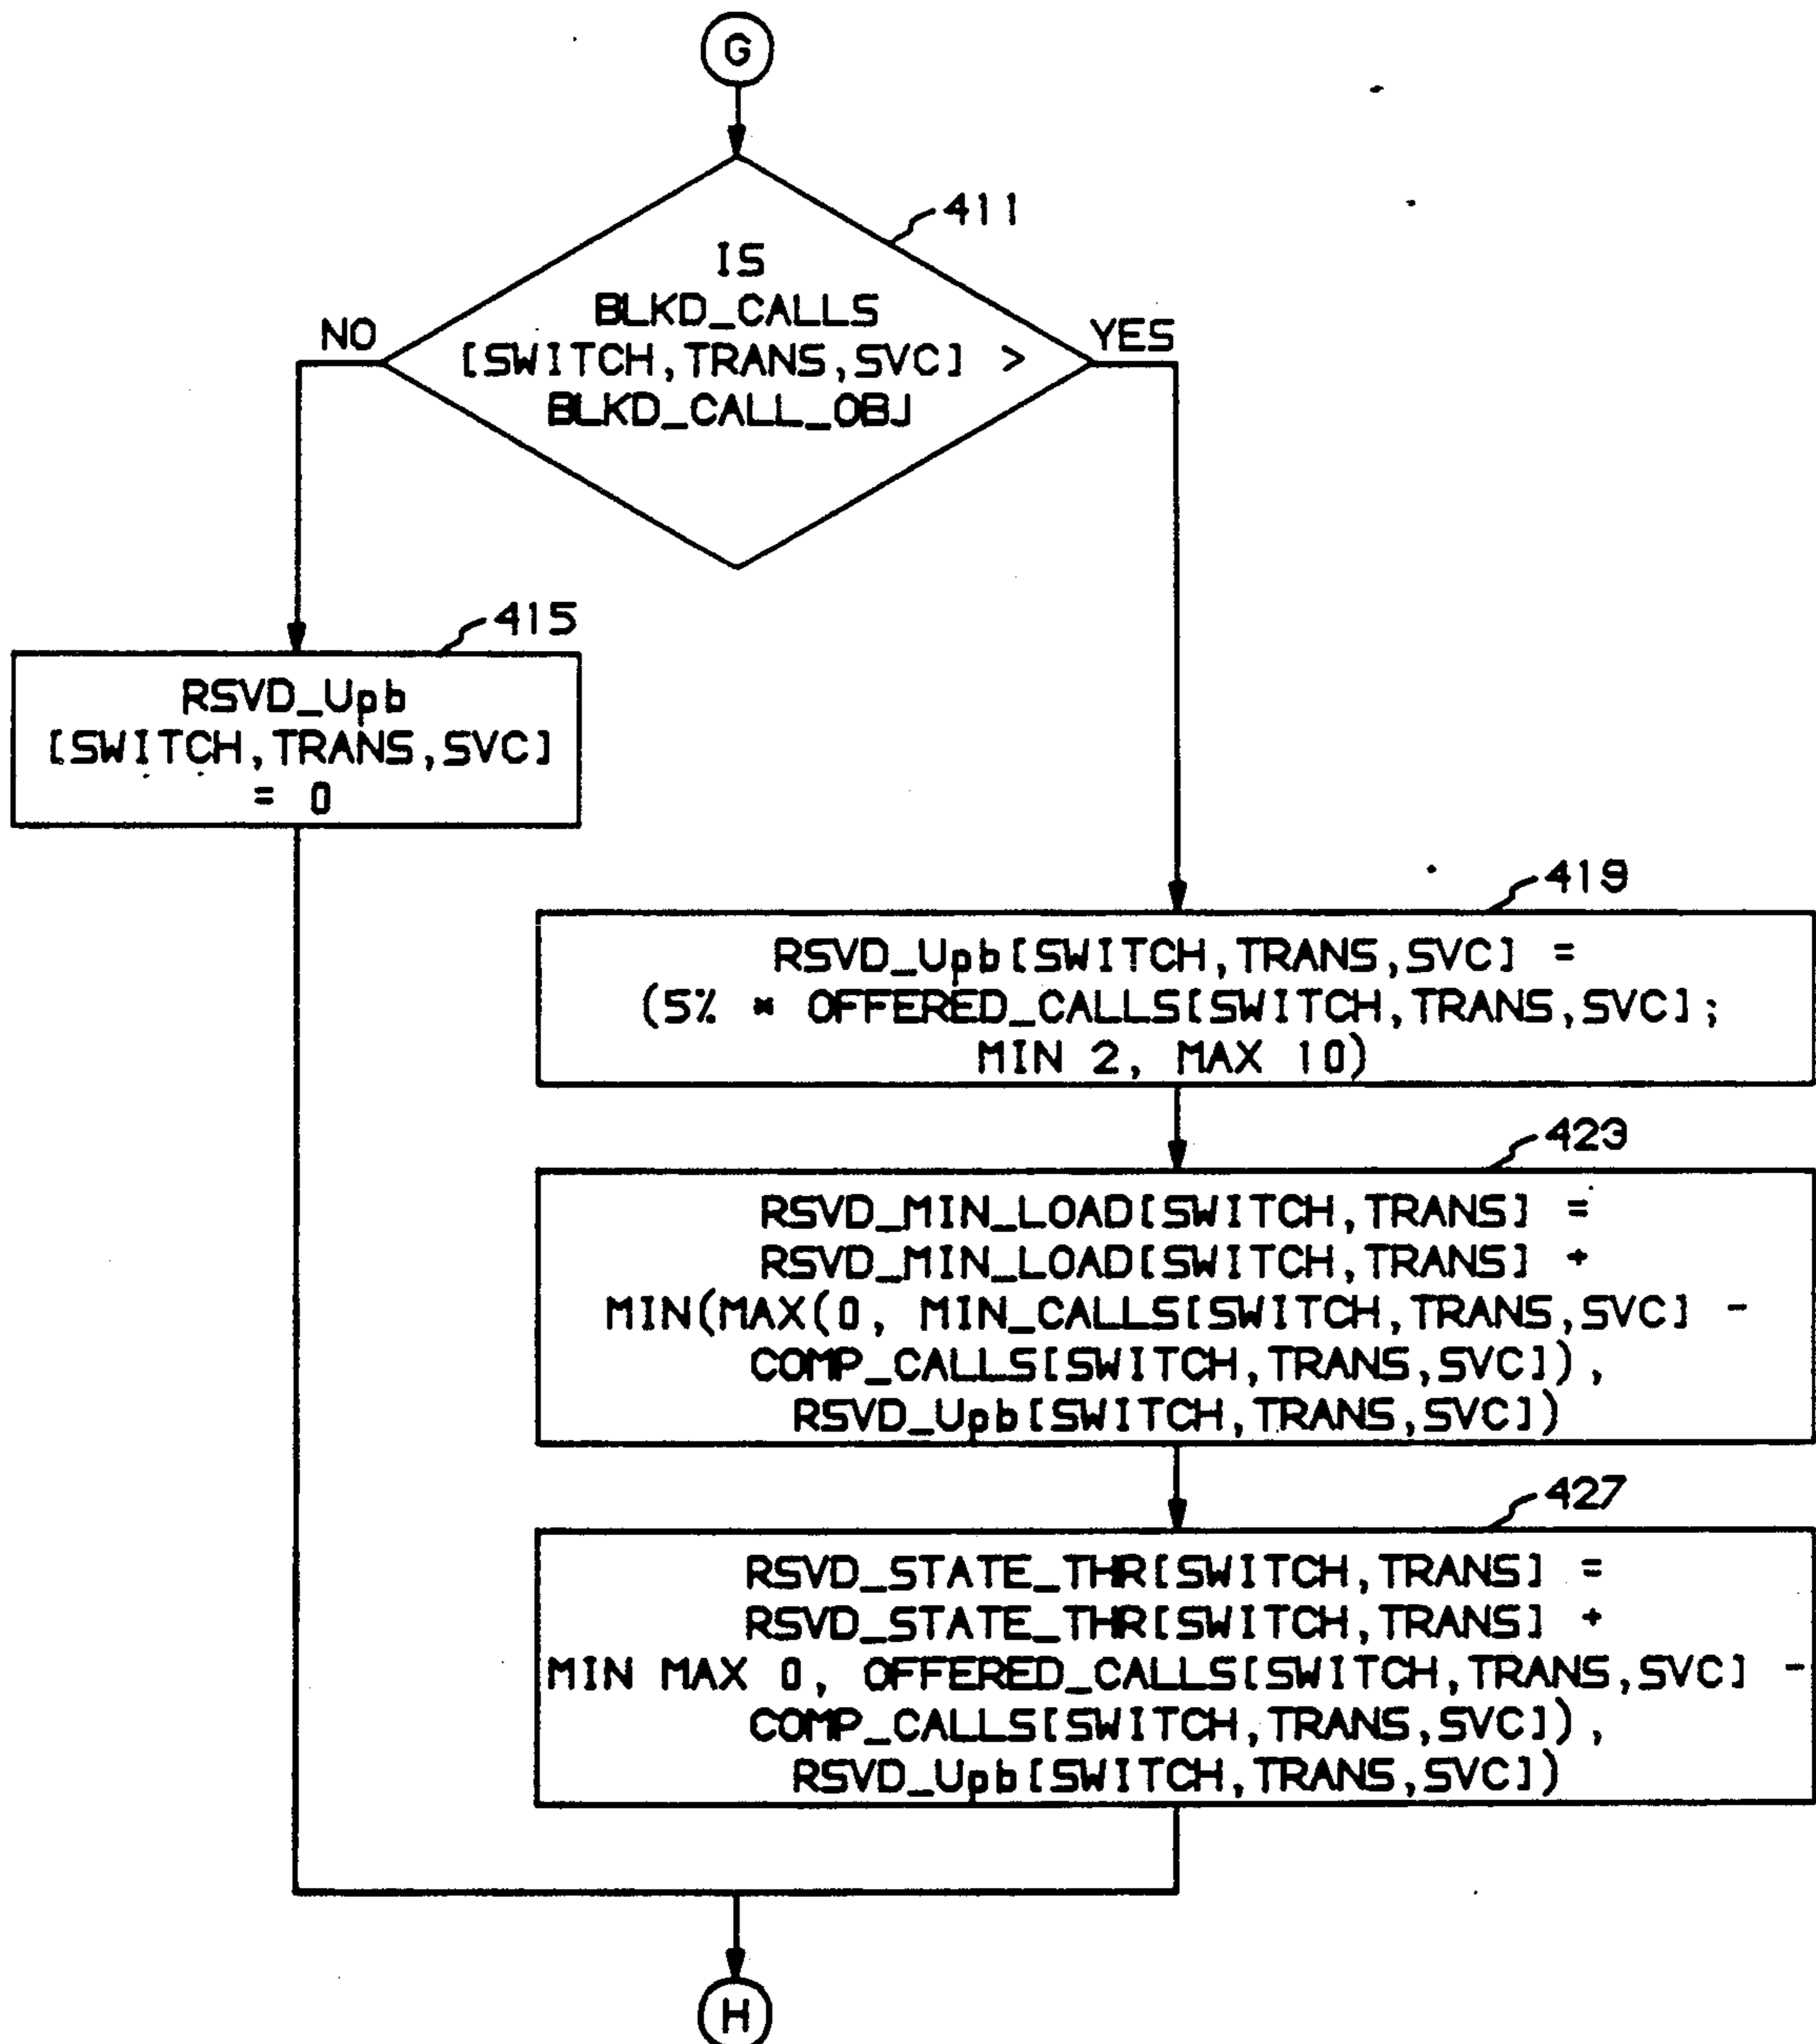 G
411
IS
BLKD_CALLS
[SWITCH,TRANS,SVC] >
BLKD_CALL_OBJ
NO
YES
415
RSVD_Upb
[SWITCH,TRANS,SVC]
= 0
419
RSVD_Upb[SWITCH,TRANS,SVC] =
(5% * OFFERED_CALLS[SWITCH,TRANS,SVC];
MIN 2, MAX 10)
423
RSVD_MIN_LOAD[SWITCH,TRANS] =
RSVD_MIN_LOAD[SWITCH,TRANS] +
MIN(MAX(0, MIN_CALLS[SWITCH,TRANS,SVC] -
COMP_CALLS[SWITCH,TRANS,SVC]),
RSVD_Upb[SWITCH,TRANS,SVC])
427
RSVD_STATE_THR[SWITCH,TRANS] =
RSVD_STATE_THR[SWITCH,TRANS] +
MIN MAX 0, OFFERED_CALLS[SWITCH,TRANS,SVC] -
COMP_CALLS[SWITCH,TRANS,SVC]),
RSVD_Upb[SWITCH,TRANS,SVC])
H